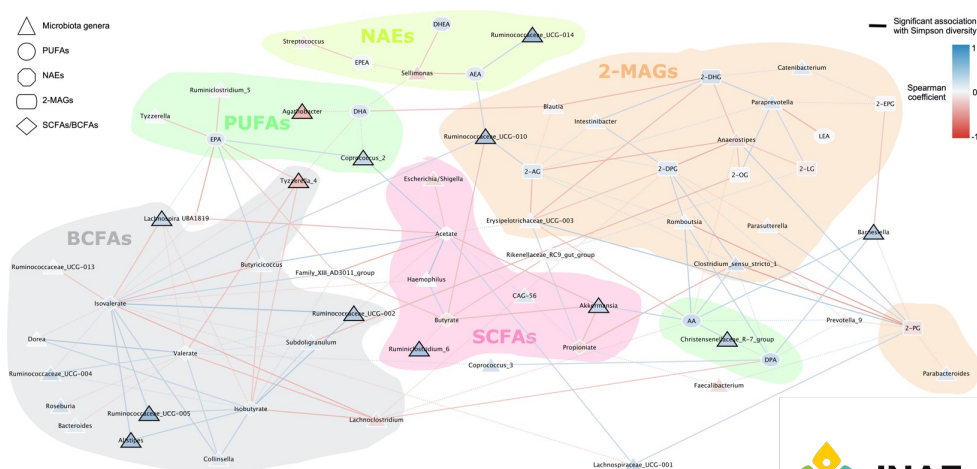 Microbiota genera
PUFAs
NAEs
2-MAGs
SCFAs/BCFAs
Significant association
with Simpson diversity
1
Spearman
coefficient
0
-1
NAEs
DHEA
Streptococcus
Ruminococcaceae_UCG-014
EPEA
Sellimonas
AEA
PUFAs
Ruminiclostridium_5
Agathobacter
DHA
Tyzzerella
EPA
Coprococcus_2
2-MAGs
2-DHG
Catenibacterium
Paraprevotella
2-EPG
Blautia
Intestinibacter
LEA
Ruminococcaceae_UCG-010
Anaerostipes
2-AG
2-DPG
2-OG
2-LG
Erysipelotrichaceae_UCG-003
Romboutsia
Parasutterella
Barnesiella
Clostridium_sensu_stricto_1
Escherichia/Shigella
Tyzzerella_4
Lachnospira
UBA1819
BCFAs
Acetate
Rikenellaceae_RC9_gut_group
Ruminococcaceae_UCG-013
Butyricicoccus
Family_XIII_AD3011_group
Haemophilus
Isovalerate
CAG-56
Akkermansia
Ruminococcaceae_UCG-002
Butyrate
SCFAs
AA
Prevotella_9
2-PG
Dorea
Subdoligranulum
Valerate
Ruminiclostridium_6
Propionate
Christensenellaceae_R-7_group
DPA
Ruminococcaceae_UCG-004
Coprococcus_3
Parabacteroides
Faecalibacterium
Roseburia
Ruminococcaceae_UCG-005
Isobutyrate
Lachnoclostridium
Bacteroides
Alistipes
Collinsella
Lachnospiraceae_UCG-001